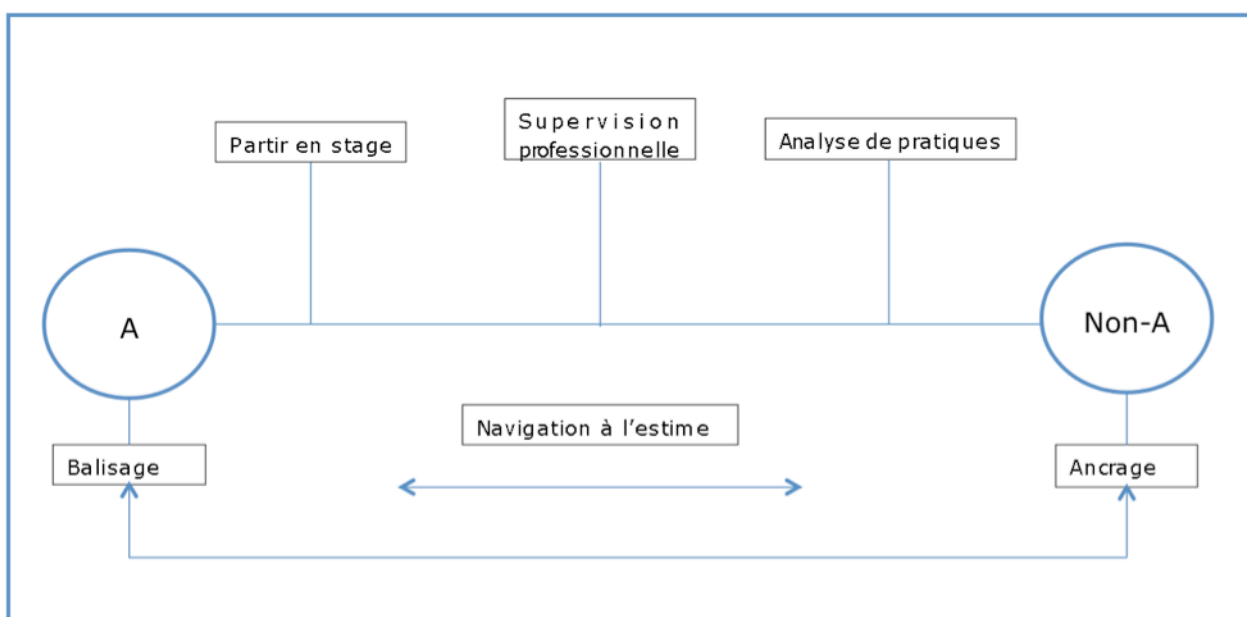 Partir en stage
Supervision
professionnelle
Analyse de pratiques
A
Non-A
Navigation à l'estime
Balisage
Ancrage